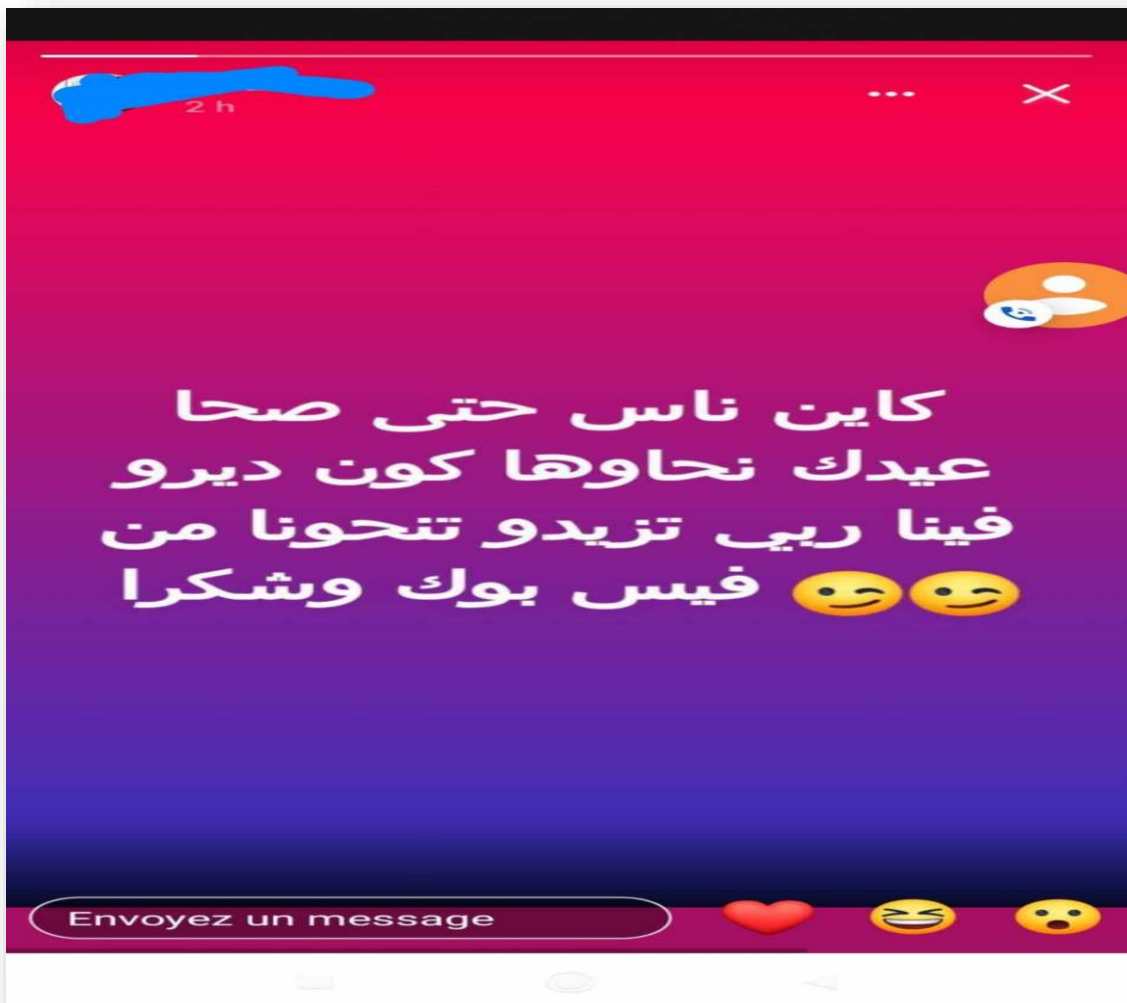 2 h
كاين ناس حتى صحا
عيدك نحاوها كون ديرو
فينا ربي تزيدو تنحونا من
فيس بوك وشكرا 😉😉
Envoyez un message